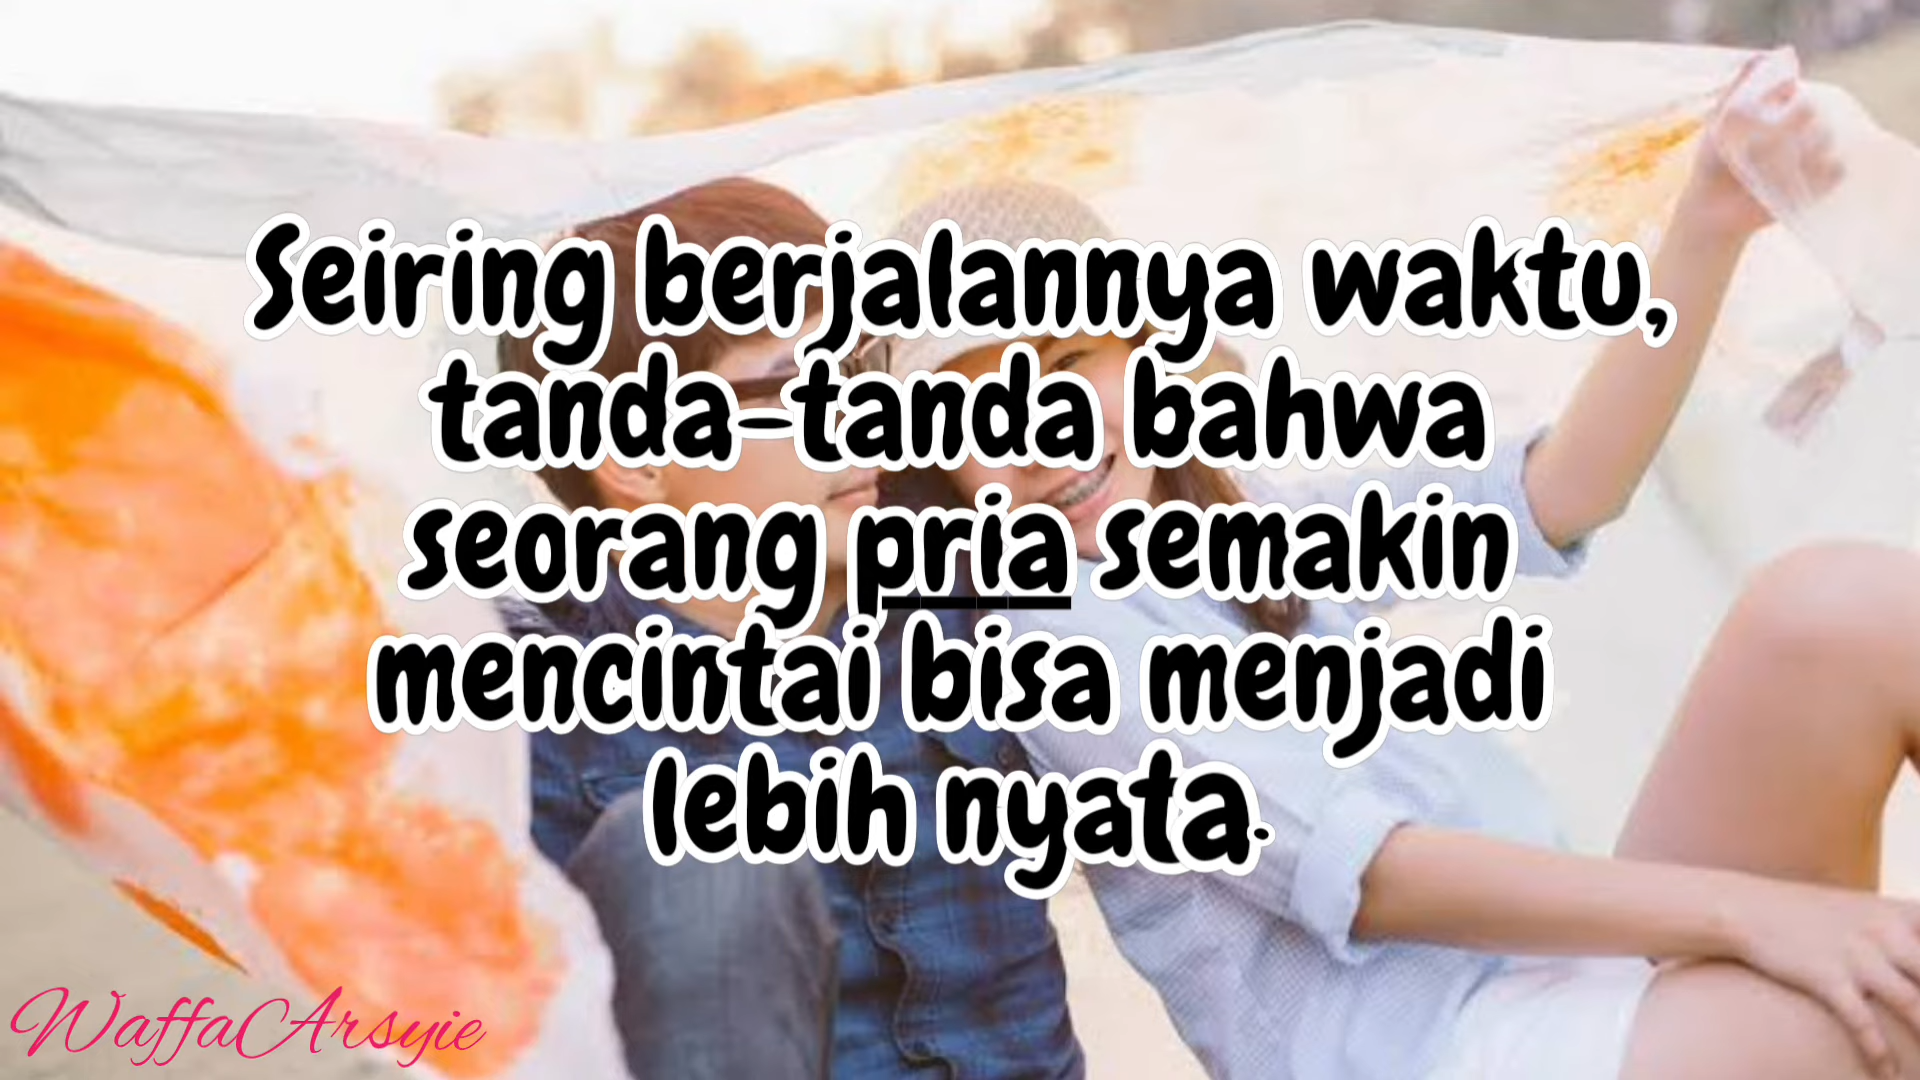 Seiring berjalannya waktu,
tanda-tanda bahwa
seorang pria semakin
mencintai bisa menjadi
lebih nyata.
WaffaArsyie